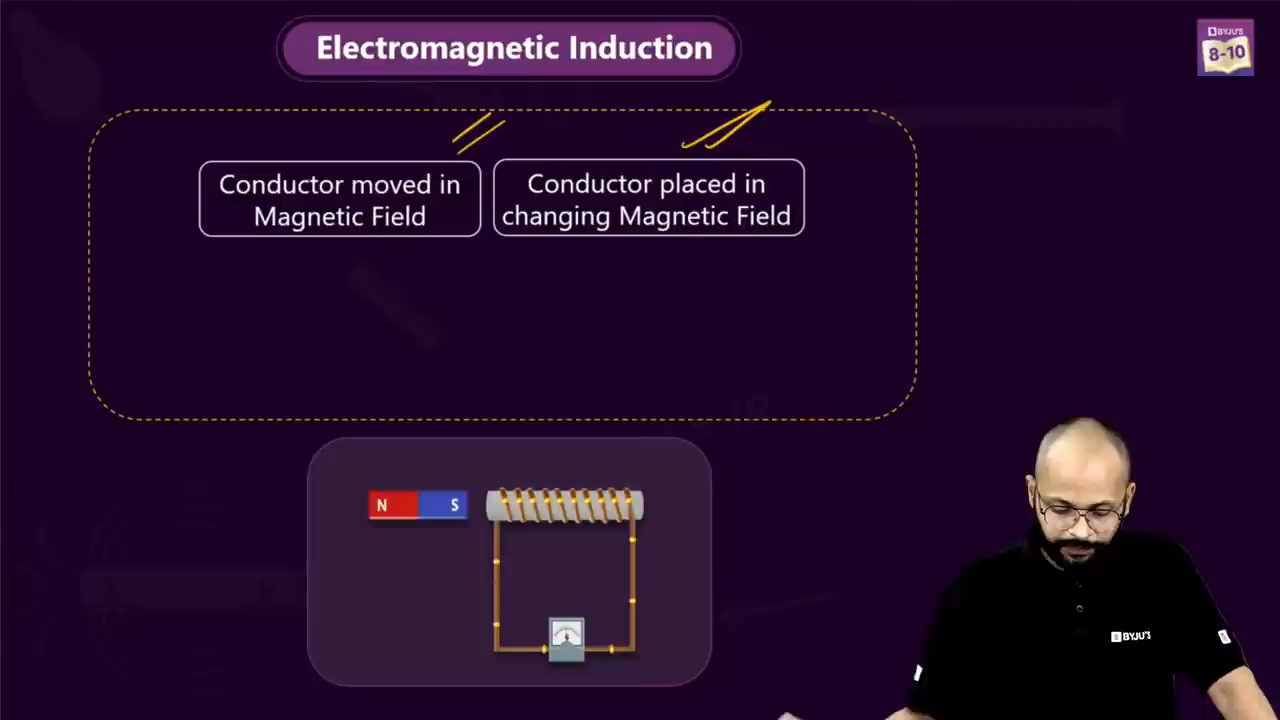 Electromagnetic Induction
BYJU'S
8-10
Conductor moved in
Magnetic Field
Conductor placed in
changing Magnetic Field
N
S
BYJU'S